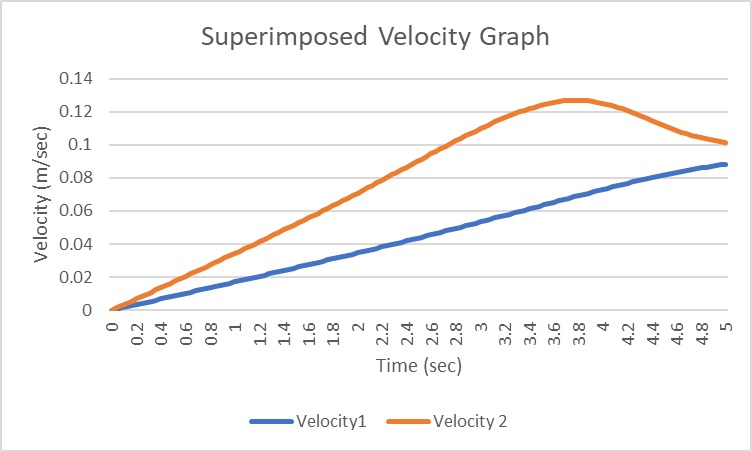 Superimposed Velocity Graph
Velocity (m/sec)
0.14
0.12
0.1
0.08
0.06
0.04
0.02
0
0 0.2 0.4 0.6 0.8 1 1.2 1.4 1.6 1.8 2 2.2 2.4 2.6 2.8 3 3.2 3.4 3.6 3.8 4 4.2 4.4 4.6 4.8 5
Time (sec)
Velocity1 Velocity 2